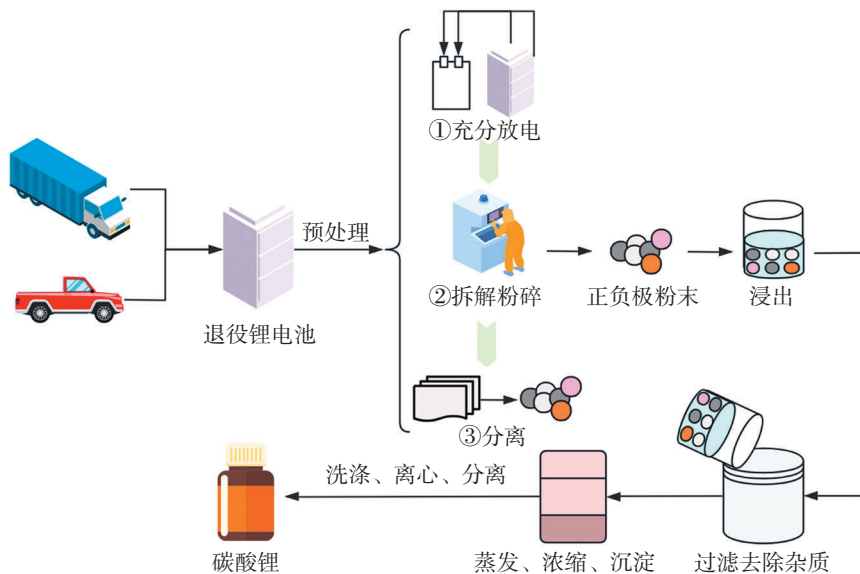 ①充分放电
预处理
②拆解粉碎
正负极粉末
浸出
退役锂电池
③分离
洗涤、离心、分离
碳酸锂
蒸发、浓缩、沉淀
过滤去除杂质